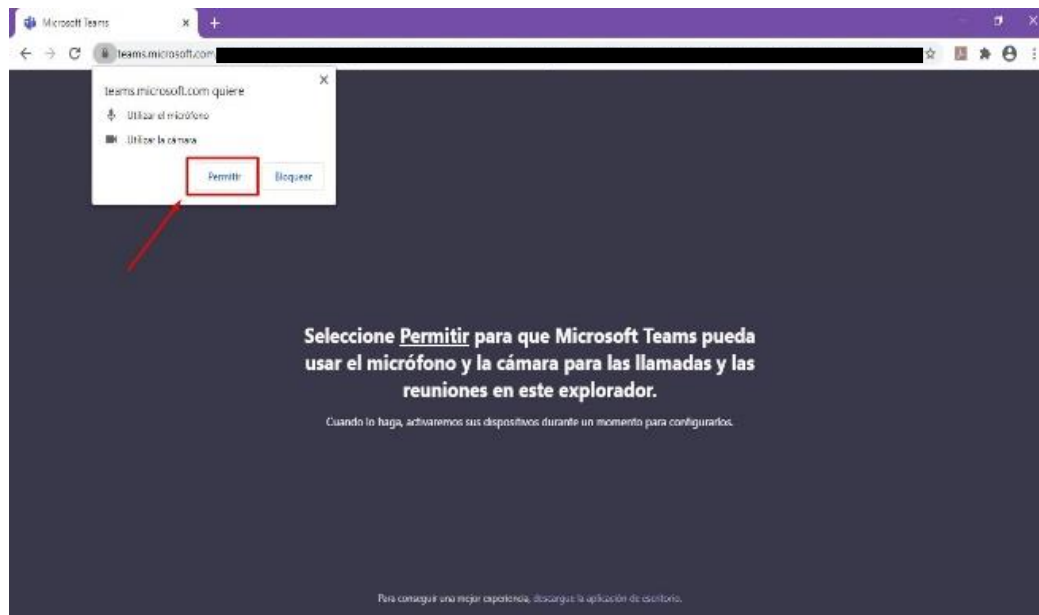 Microsoft Teams
teams.microsoft.com
teams.microsoft.com quiere
Utilizar el micrófono
Utilizar la cámara
Permitir
Bloquear
Seleccione Permitir para que Microsoft Teams pueda
usar el micrófono y la cámara para las llamadas y las
reuniones en este explorador.
Cuando lo haga, activaremos sus dispositivos durante un momento para configurarlos.
Para conseguir una mejor experiencia, descargue la aplicación de escritorio.